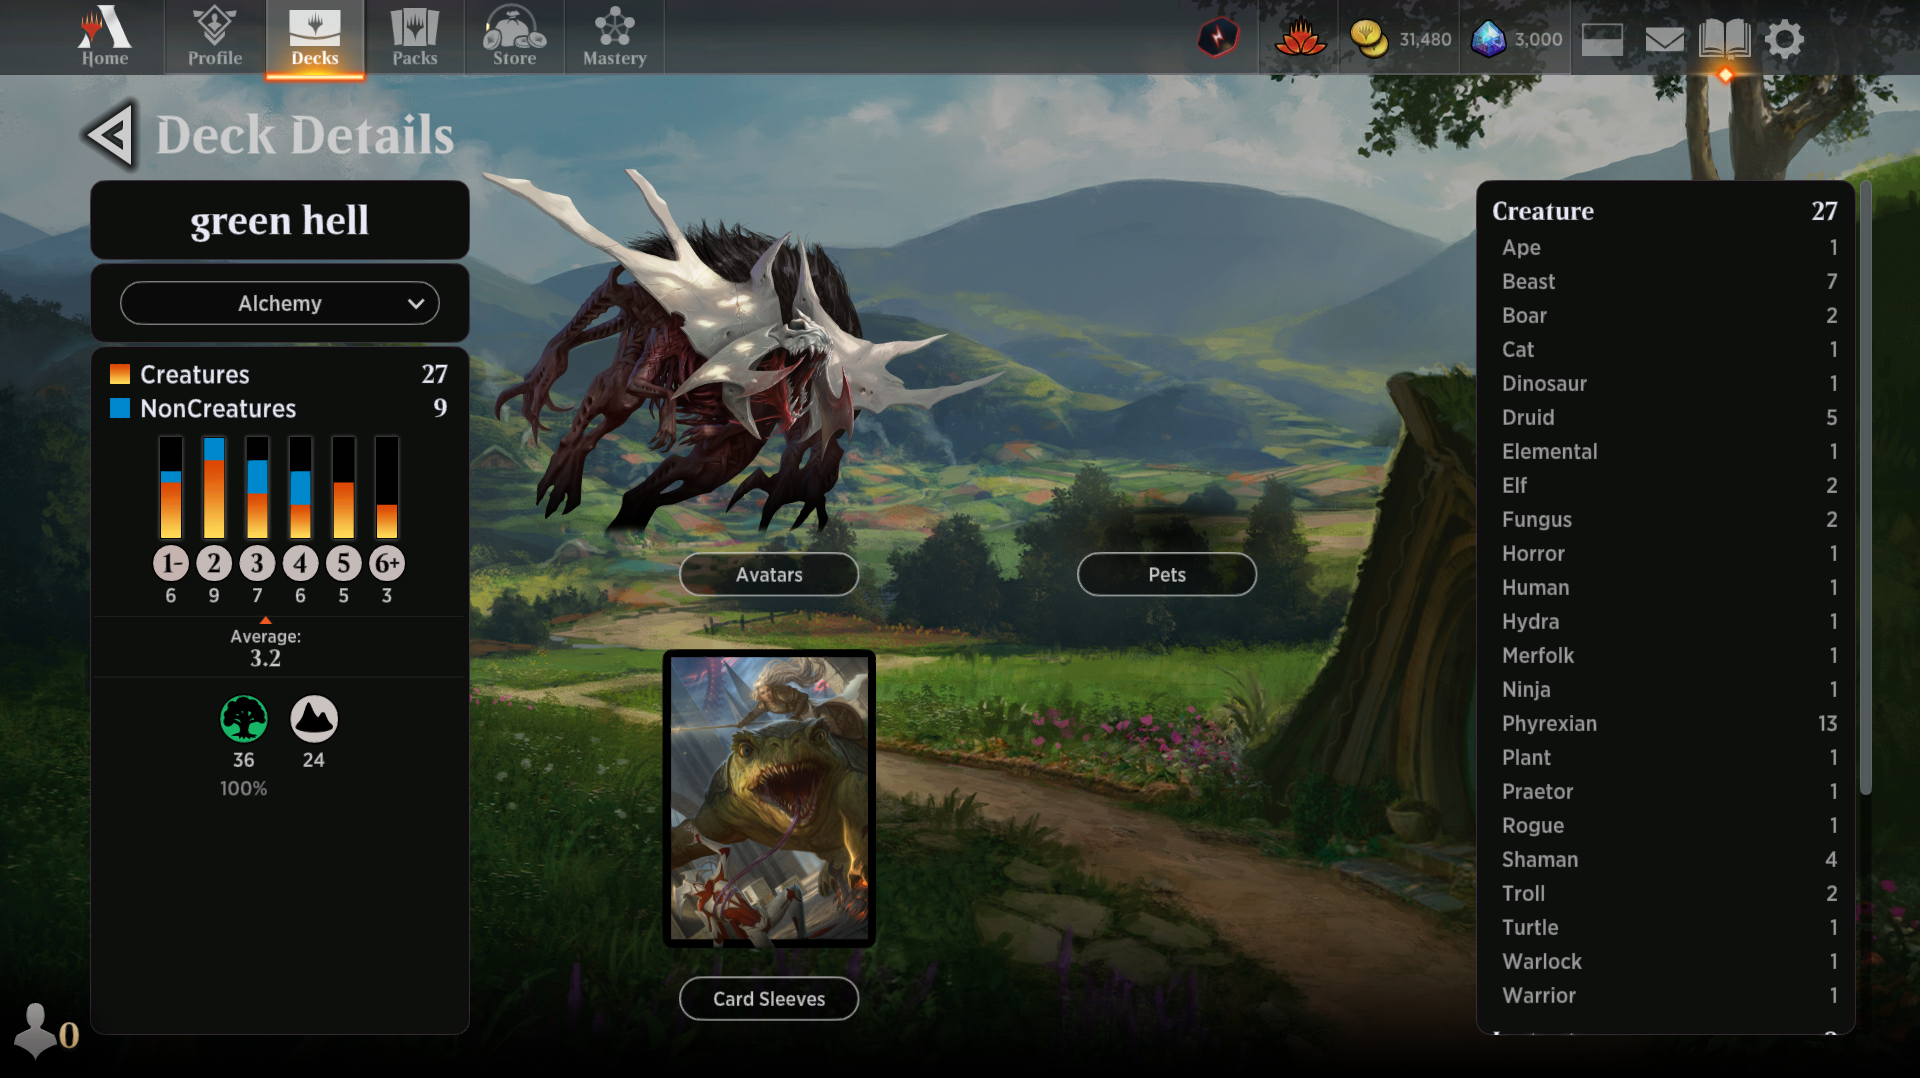 Home
Profile
Decks
Packs
Store
Mastery
31,480
3,000
Deck Details
green hell
Alchemy
Creatures 27
NonCreatures 9
1- 2 3 4 5 6+
6 9 7 6 5 3
Average:
3.2
36 24
100%
Avatars
Pets
Card Sleeves
Creature 27
Ape 1
Beast 7
Boar 2
Cat 1
Dinosaur 1
Druid 5
Elemental 1
Elf 2
Fungus 2
Horror 1
Human 1
Hydra 1
Merfolk 1
Ninja 1
Phyrexian 13
Plant 1
Praetor 1
Rogue 1
Shaman 4
Troll 2
Turtle 1
Warlock 1
Warrior 1
0